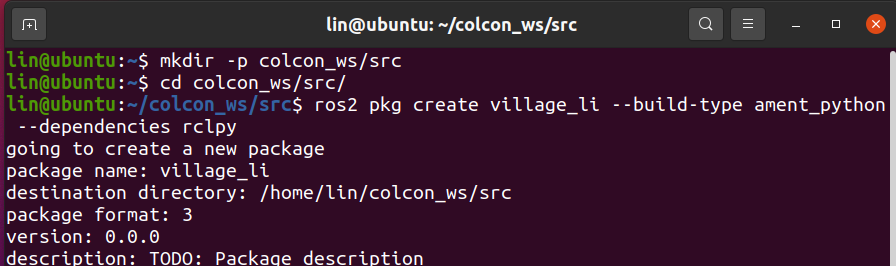 lin@ubuntu: ~/colcon_ws/src
lin@ubuntu:~$ mkdir -p colcon_ws/src
lin@ubuntu:~$ cd colcon_ws/src/
lin@ubuntu:~/colcon_ws/src$ ros2 pkg create village_li --build-type ament_python
--dependencies rclpy
going to create a new package
package name: village_li
destination directory: /home/lin/colcon_ws/src
package format: 3
version: 0.0.0
description: TODO: Package description